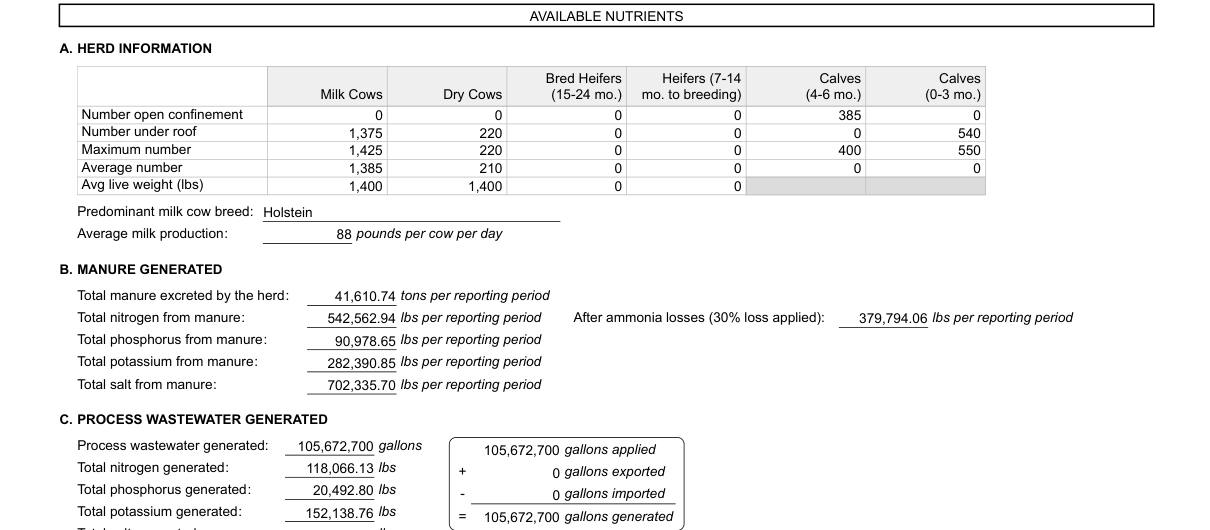 AVAILABLE NUTRIENTS
A. HERD INFORMATION
Milk Cows Dry Cows Bred Heifers (15-24 mo.) Heifers (7-14 mo. to breeding) Calves (4-6 mo.) Calves (0-3 mo.)
Number open confinement 0 0 0 0 385 0
Number under roof 1,375 220 0 0 0 540
Maximum number 1,425 220 0 0 400 550
Average number 1,385 210 0 0 0 0
Avg live weight (lbs) 1,400 1,400 0 0
Predominant milk cow breed: Holstein
Average milk production: 88 pounds per cow per day
B. MANURE GENERATED
Total manure excreted by the herd: 41,610.74 tons per reporting period
Total nitrogen from manure: 542,562.94 lbs per reporting period After ammonia losses (30% loss applied): 379,794.06 lbs per reporting period
Total phosphorus from manure: 90,978.65 lbs per reporting period
Total potassium from manure: 282,390.85 lbs per reporting period
Total salt from manure: 702,335.70 lbs per reporting period
C. PROCESS WASTEWATER GENERATED
Process wastewater generated: 105,672,700 gallons 105,672,700 gallons applied
Total nitrogen generated: 118,066.13 lbs + 0 gallons exported
Total phosphorus generated: 20,492.80 lbs - 0 gallons imported
Total potassium generated: 152,138.76 lbs = 105,672,700 gallons generated